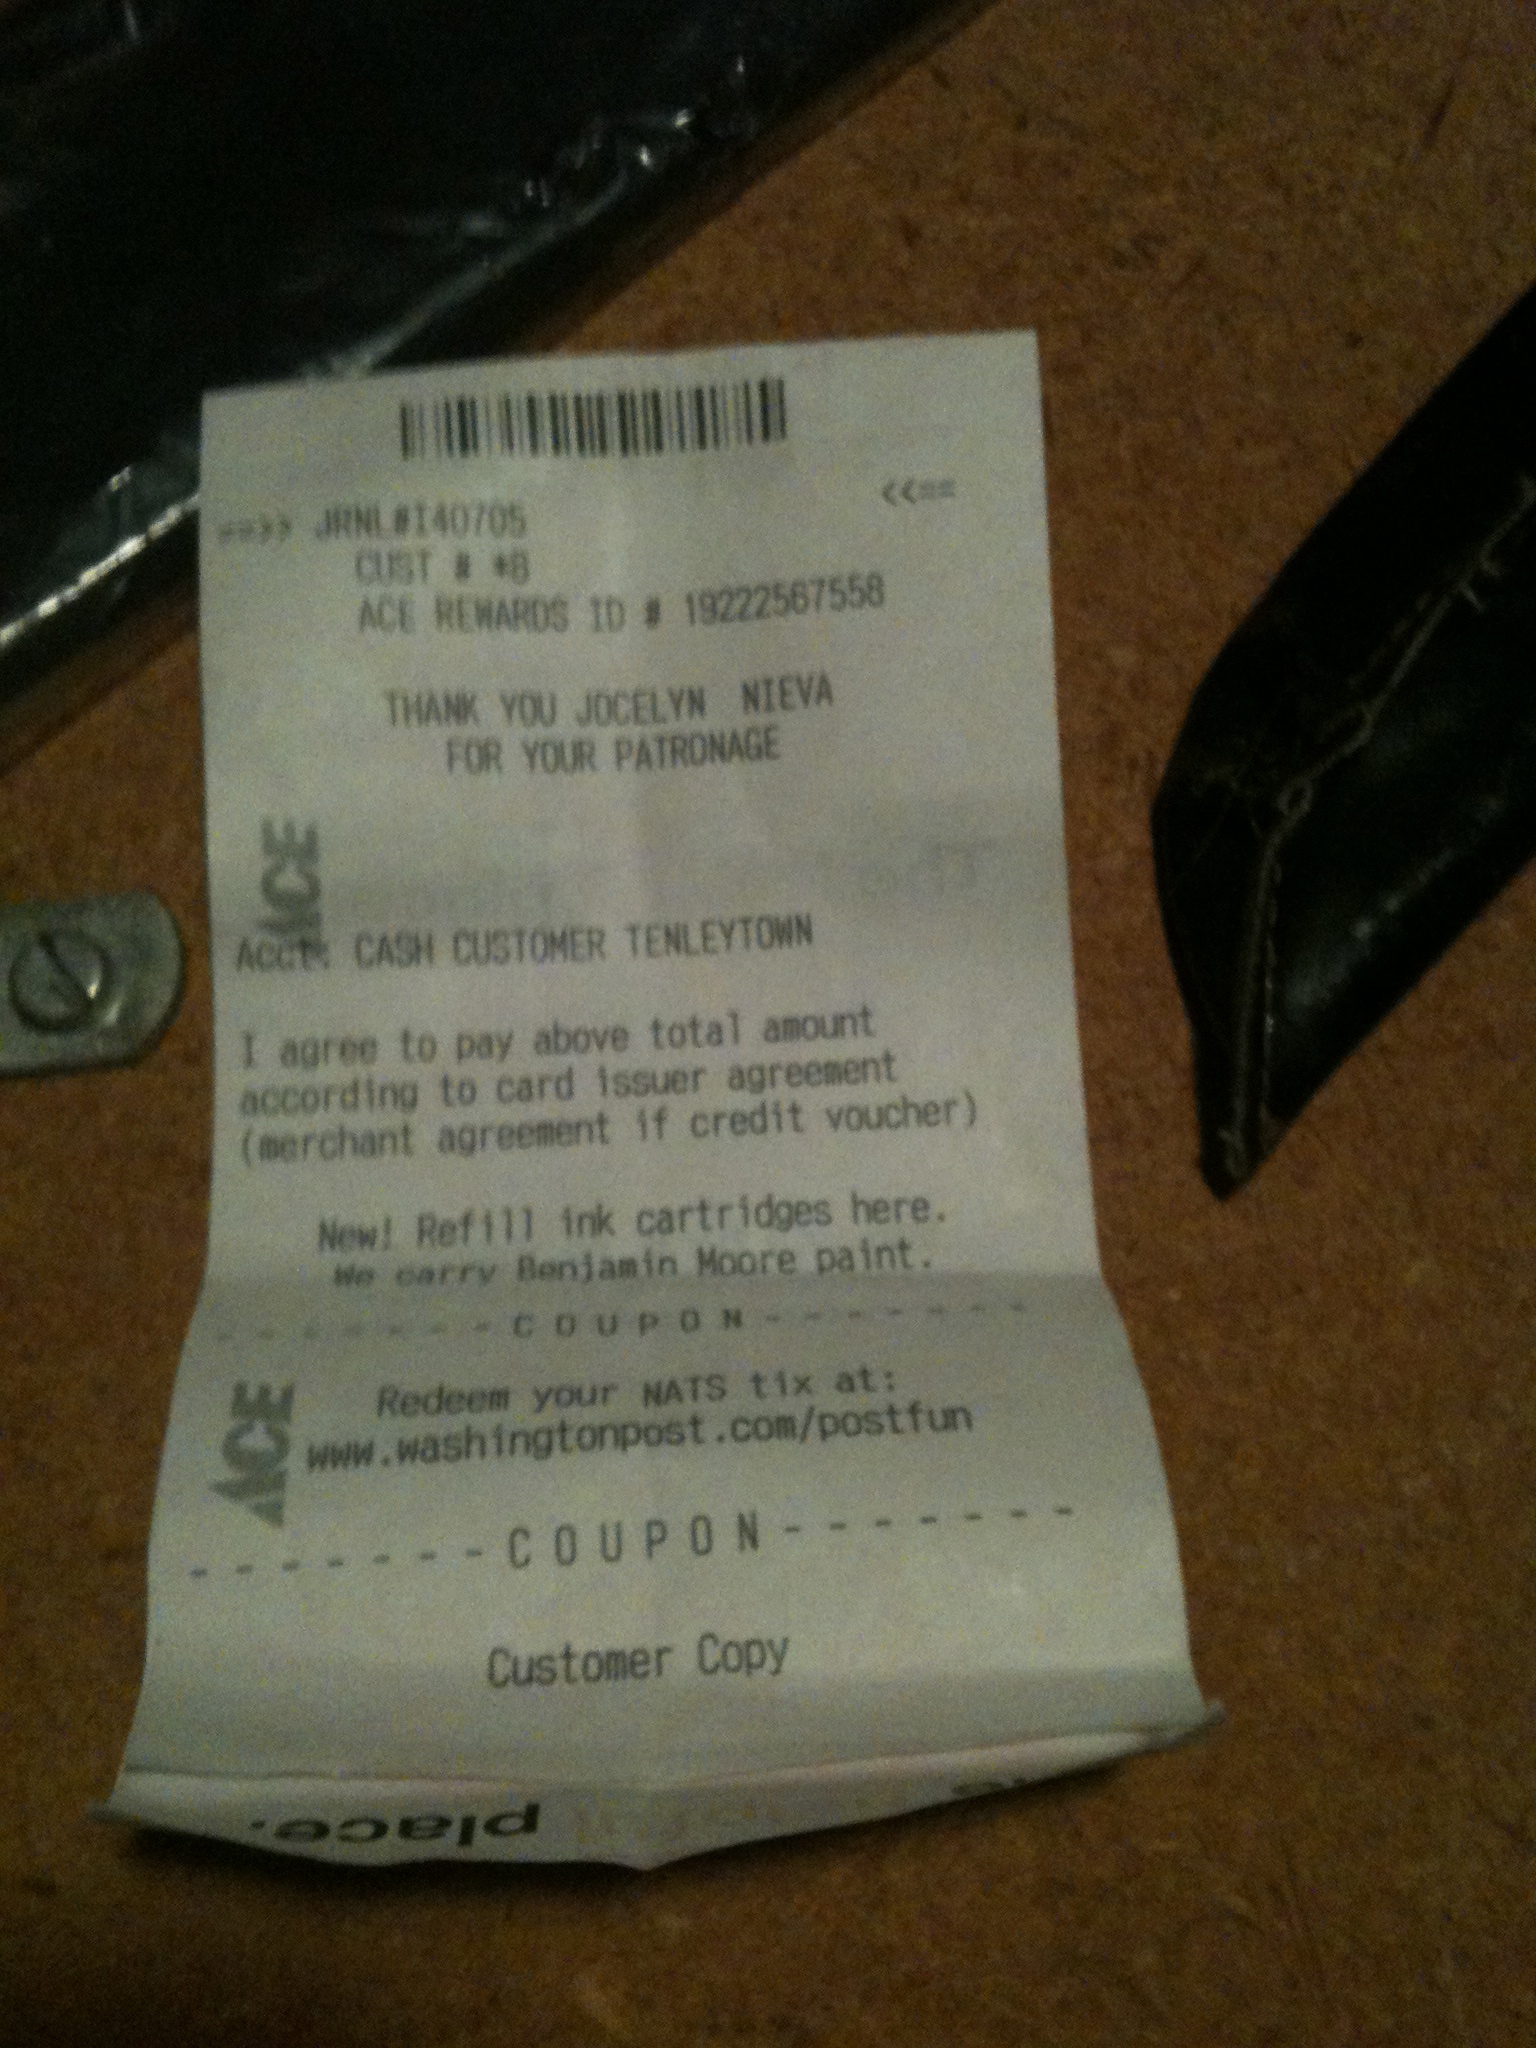 ==>> JRNL#I40705 <<==
CUST # *8
ACE REWARDS ID # 19222567558
THANK YOU JOCELYN NIEVA
FOR YOUR PATRONAGE
ACE
Acct: CASH CUSTOMER TENLEYTOWN
I agree to pay above total amount
according to card issuer agreement
(merchant agreement if credit voucher)
New! Refill ink cartridges here.
We carry Benjamin Moore paint.
- - - - - - - C O U P O N - - - - - - -
Redeem your NATS tix at:
www.washingtonpost.com/postfun
ACE
- - - - - - - C O U P O N - - - - - - -
Customer Copy
place.